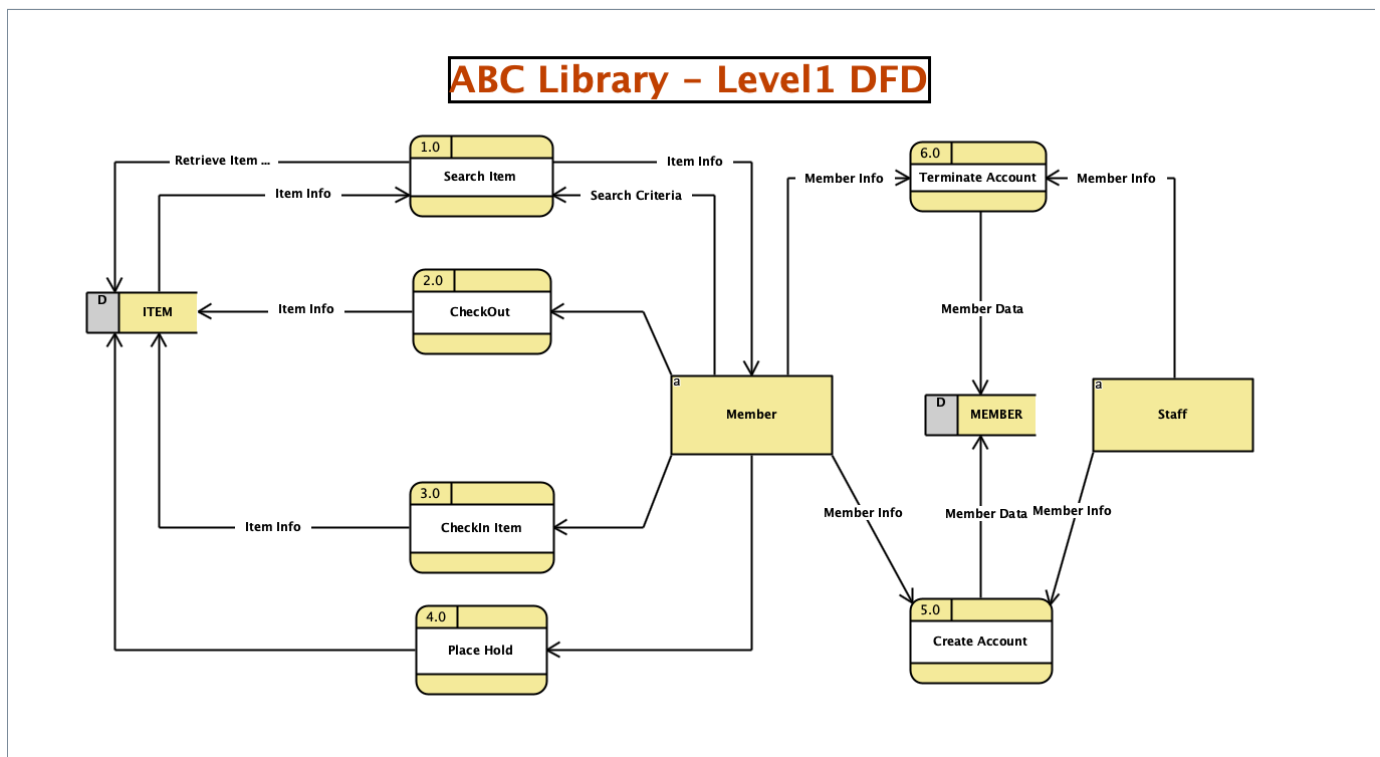 ABC Library - Level1 DFD
1.0
Search Item
Retrieve Item ...
Item Info
Item Info
Search Criteria
6.0
Terminate Account
Member Info
Member Info
2.0
CheckOut
Item Info
D
ITEM
Member Data
a
Member
D
MEMBER
a
Staff
3.0
CheckIn Item
Item Info
Member Info
Member Data
Member Info
4.0
Place Hold
5.0
Create Account